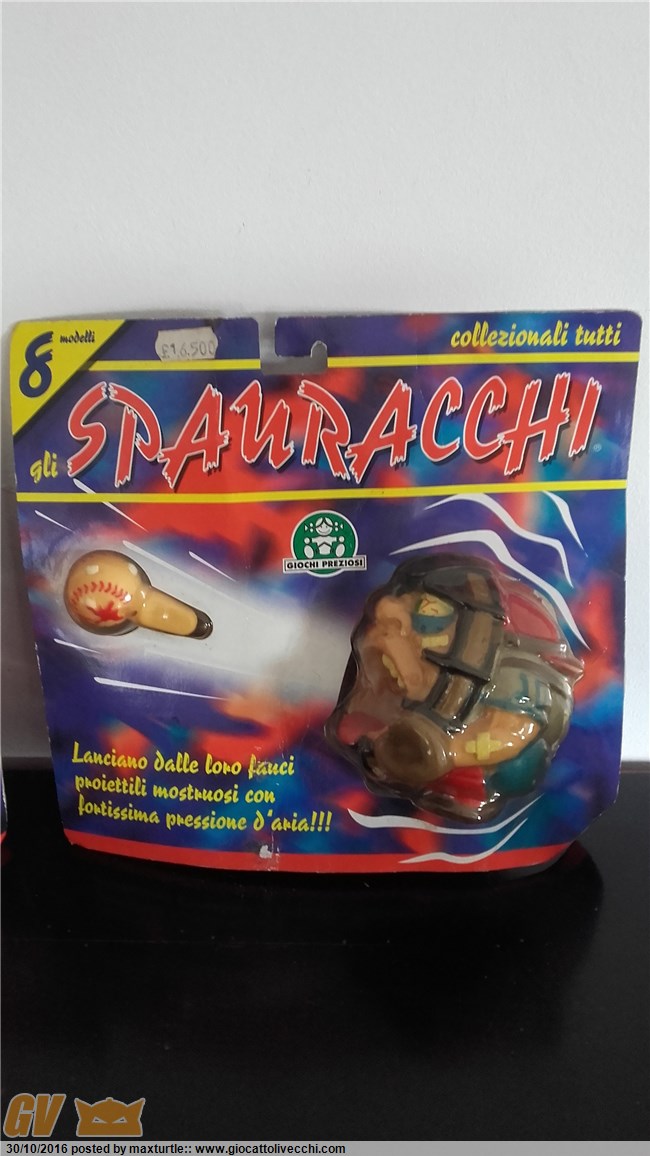 8 modelli
£16.500
collezionali tutti
gli SPAURACCHI
GIOCHI PREZIOSI
Lanciano dalle loro fauci
proiettili mostruosi con
fortissima pressione d'aria!!!
GV
30/10/2016 posted by maxturtle:: www.giocattolivecchi.com